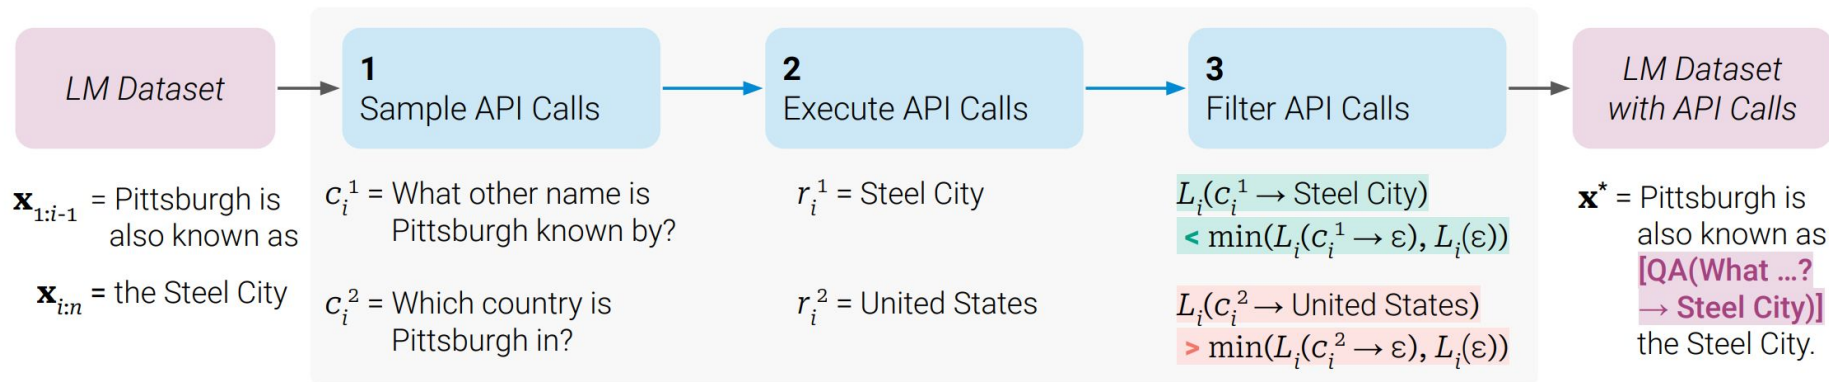 LM Dataset
1
Sample API Calls
2
Execute API Calls
3
Filter API Calls
LM Dataset
with API Calls
x1:i-1 = Pittsburgh is
also known as
xi:n = the Steel City
ci1 = What other name is
Pittsburgh known by?
ci2 = Which country is
Pittsburgh in?
ri1 = Steel City
ri2 = United States
Li(ci1 → Steel City)
< min(Li(ci1 → ε), Li(ε))
Li(ci2 → United States)
> min(Li(ci2 → ε), Li(ε))
x* = Pittsburgh is
also known as
[QA(What ...?
→ Steel City)]
the Steel City.